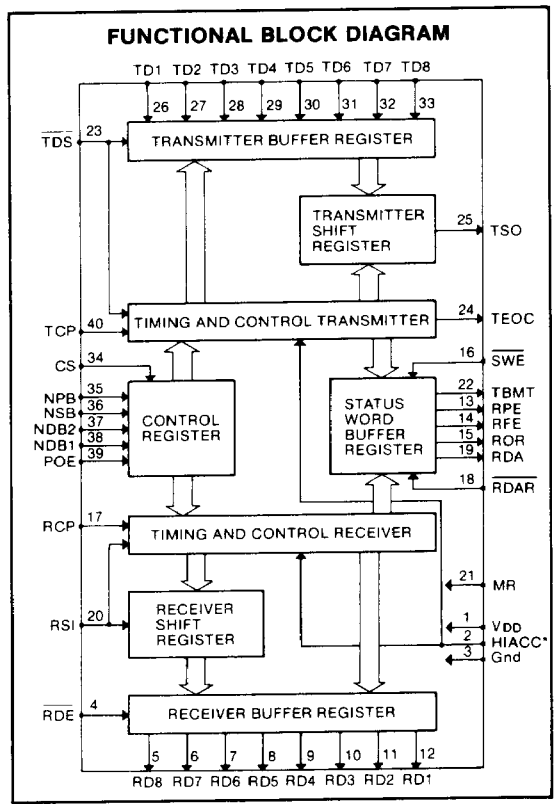 FUNCTIONAL BLOCK DIAGRAM
TD1 TD2 TD3 TD4 TD5 TD6 TD7 TD8
26 27 28 29 30 31 32 33
TDS 23
TRANSMITTER BUFFER REGISTER
TRANSMITTER
SHIFT
REGISTER
25 TSO
TIMING AND CONTROL TRANSMITTER
24 TEOC
TCP 40
CS 34
NPB 35
NSB 36
NDB2 37
NDB1 38
POE 39
CONTROL
REGISTER
STATUS
WORD
BUFFER
REGISTER
16 SWE
22 TBMT
13 RPE
14 RFE
15 ROR
19 RDA
18 RDAR
RCP 17
TIMING AND CONTROL RECEIVER
21 MR
RSI 20
RECEIVER
SHIFT
REGISTER
1 VDD
2 HIACC*
3 Gnd
RDE 4
RECEIVER BUFFER REGISTER
5 6 7 8 9 10 11 12
RD8 RD7 RD6 RD5 RD4 RD3 RD2 RD1